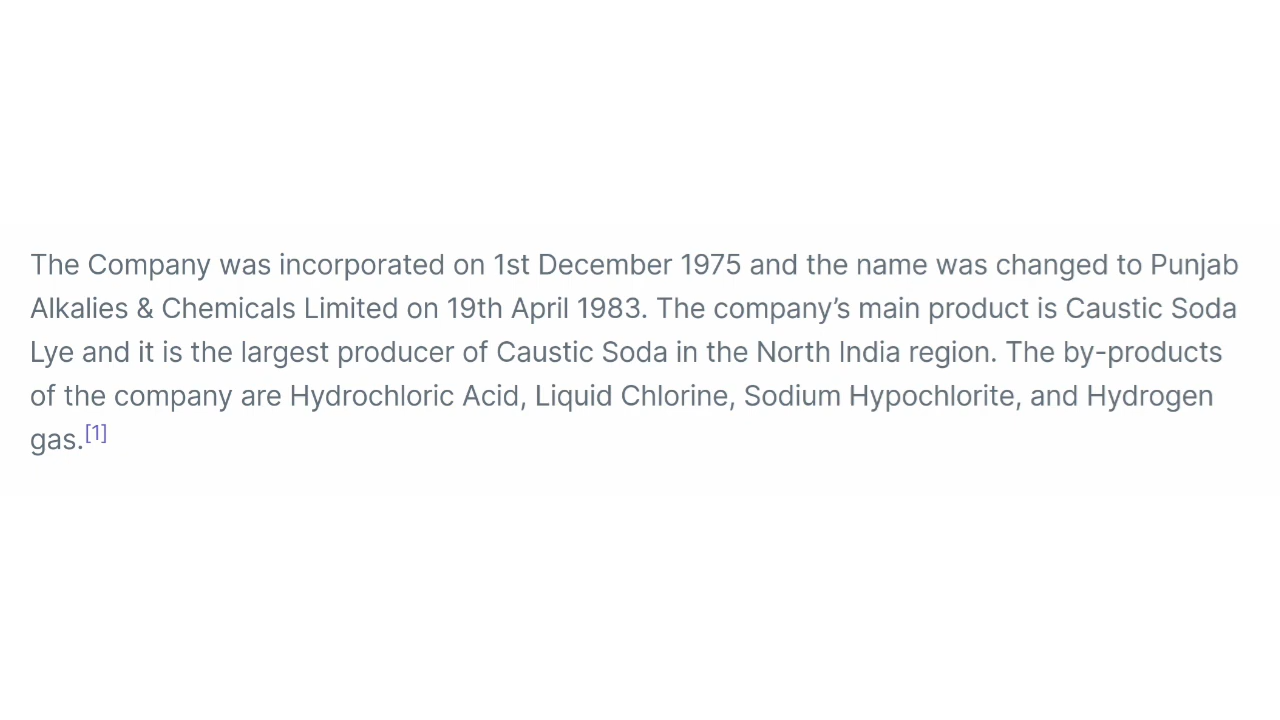 The Company was incorporated on 1st December 1975 and the name was changed to Punjab
Alkalies & Chemicals Limited on 19th April 1983. The company’s main product is Caustic Soda
Lye and it is the largest producer of Caustic Soda in the North India region. The by-products
of the company are Hydrochloric Acid, Liquid Chlorine, Sodium Hypochlorite, and Hydrogen
gas.[1]